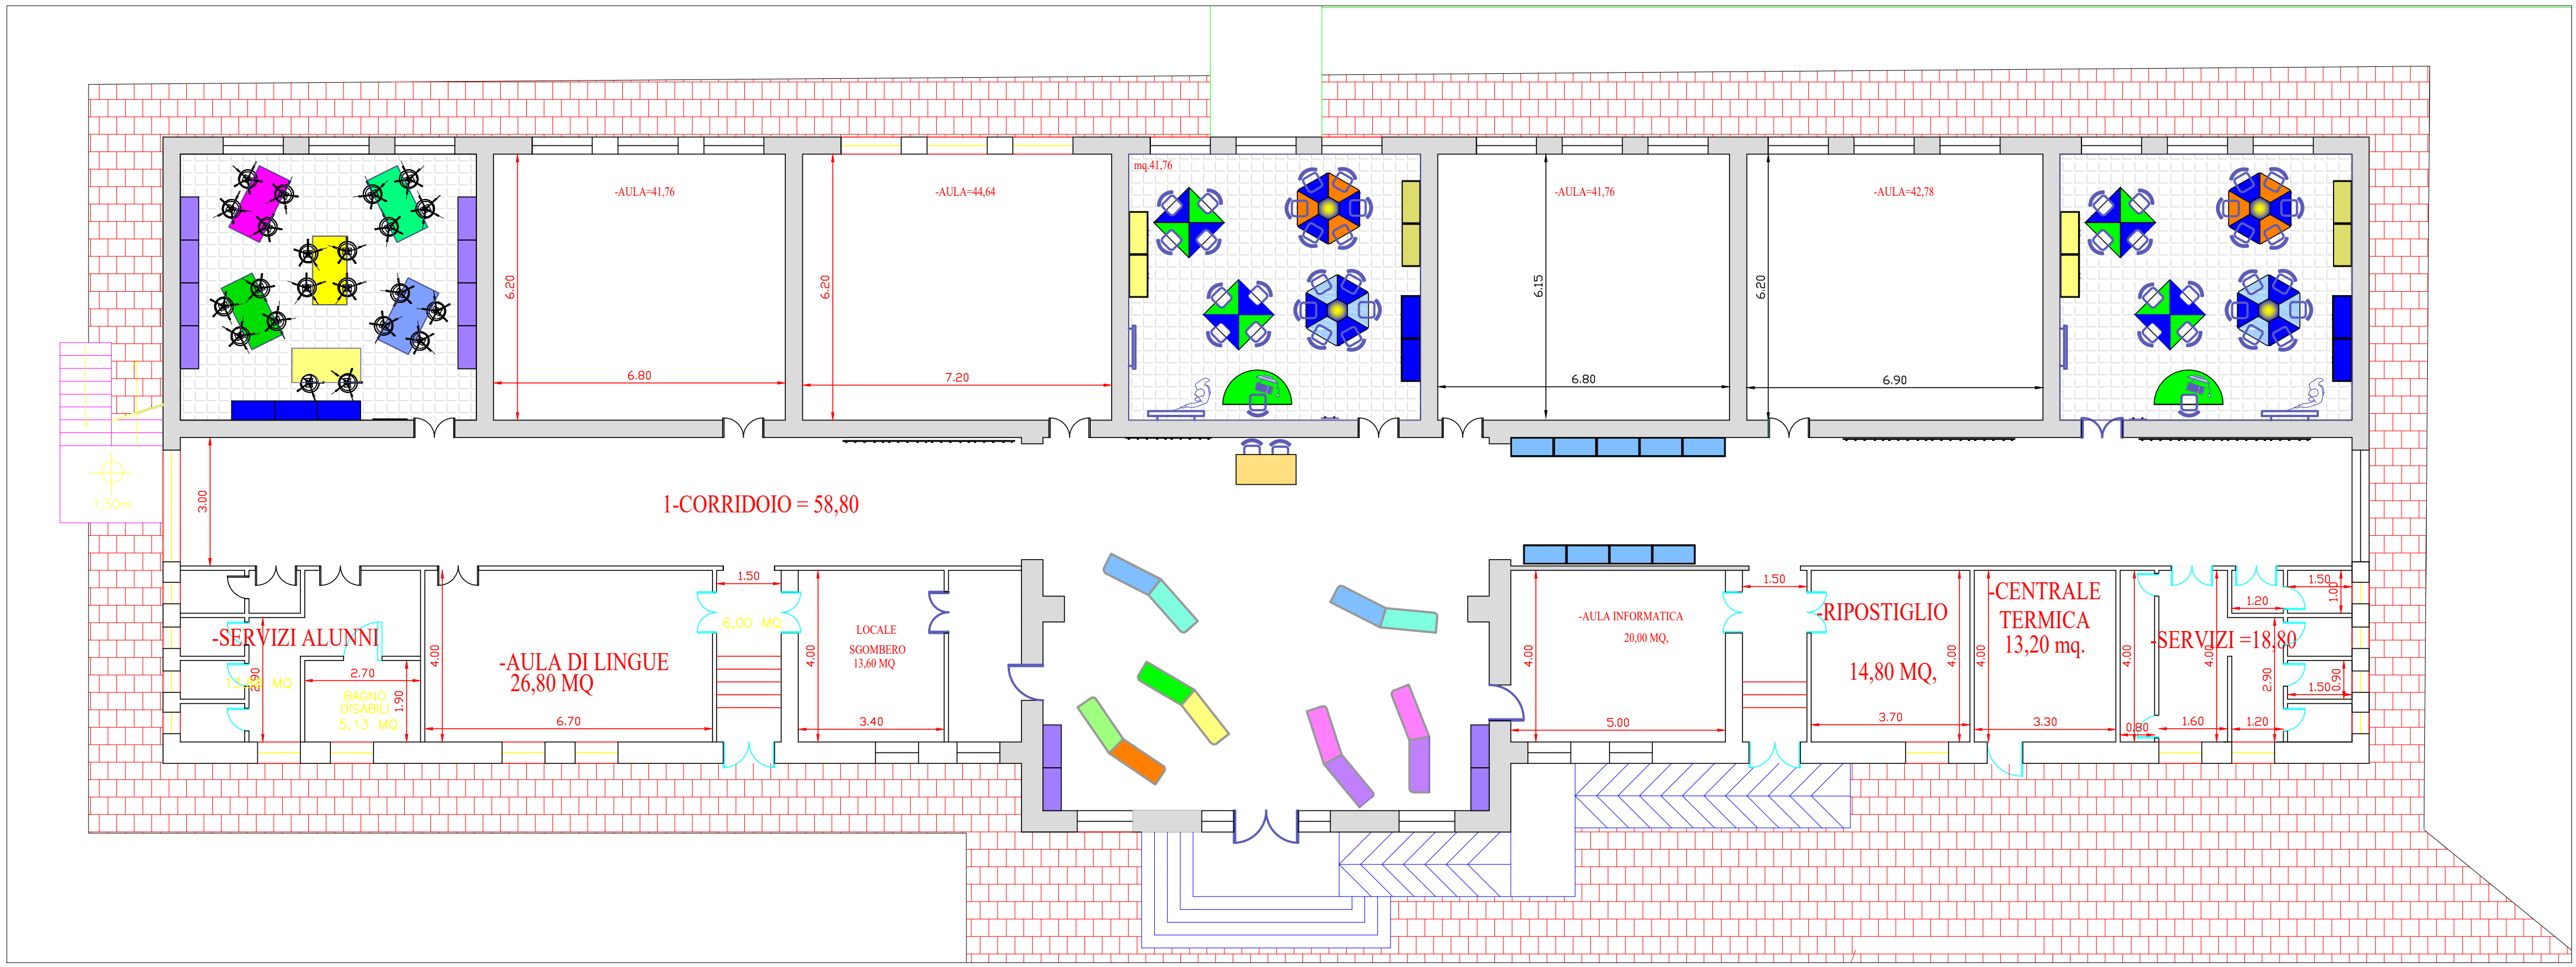 mq.41,76
-AULA=41,76
-AULA=44,64
-AULA=41,76
-AULA=42,78
6.20
6.20
6.15
6.20
6.80
7.20
6.80
6.90
1.50m
3.00
1-CORRIDOIO = 58,80
1.50
1.50
1.50
1.00
1.20
6,00 MQ
-SERVIZI ALUNNI
2.90
2.70
BAGNO
DISABILI
5,13 MQ
1.90
4.00
-AULA DI LINGUE
26,80 MQ
6.70
4.00
LOCALE
SGOMBERO
13,60 MQ
3.40
4.00
-AULA INFORMATICA
20,00 MQ,
5.00
-RIPOSTIGLIO
14,80 MQ,
4.00
3.70
4.00
-CENTRALE
TERMICA
13,20 mq.
3.30
4.00
-SERVIZI =18,80
4.00
2.90
1.50
0.90
0.80
1.60
1.20